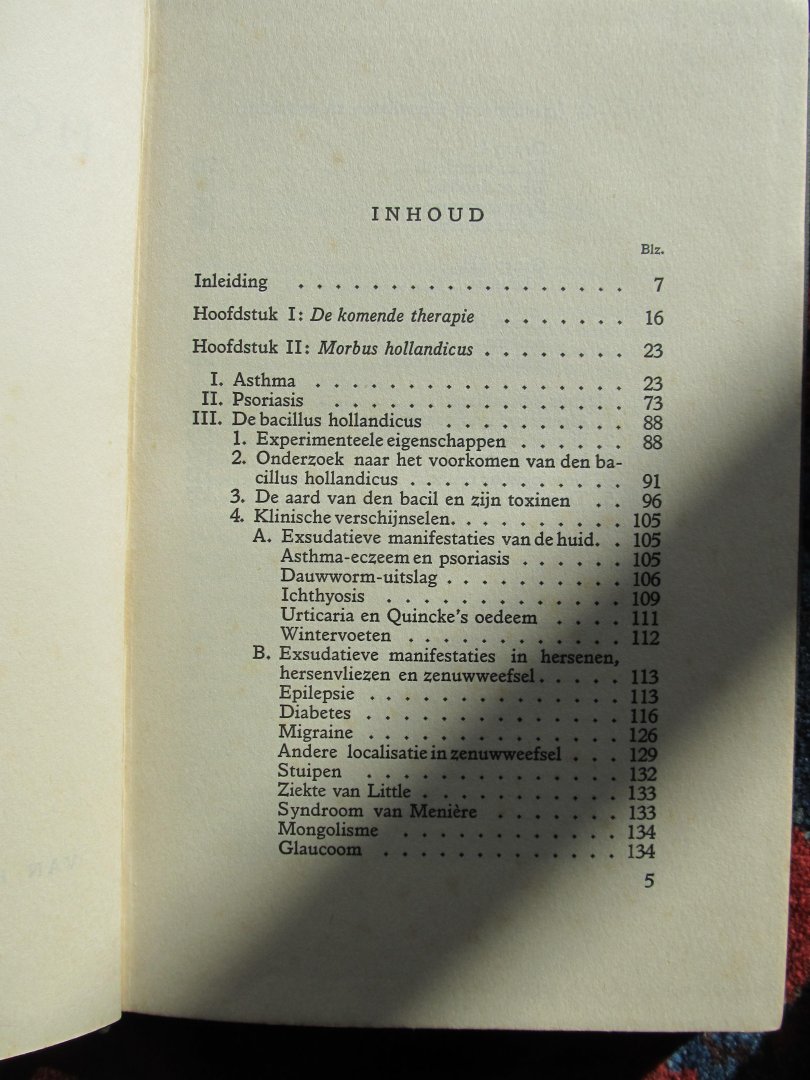 INHOUD
Blz.
Inleiding . . . . . . . . . . . . . . . . . . 7
Hoofdstuk I: De komende therapie . . . . . . . 16
Hoofdstuk II: Morbus hollandicus . . . . . . . . 23
I. Asthma . . . . . . . . . . . . . . . . . 23
II. Psoriasis . . . . . . . . . . . . . . . . 73
III. De bacillus hollandicus . . . . . . . . . . 88
1. Experimenteele eigenschappen . . . . . . 88
2. Onderzoek naar het voorkomen van den ba-
cillus hollandicus . . . . . . . . . . . . 91
3. De aard van den bacil en zijn toxinen . . 96
4. Klinische verschijnselen. . . . . . . . . . 105
A. Exsudatieve manifestaties van de huid. . 105
Asthma-eczeem en psoriasis . . . . . . 105
Dauwworm-uitslag . . . . . . . . . . 106
Ichthyosis . . . . . . . . . . . . . 109
Urticaria en Quincke's oedeem . . . . 111
Wintervoeten . . . . . . . . . . . . 112
B. Exsudatieve manifestaties in hersenen,
hersenvliezen en zenuwweefsel . . . . . 113
Epilepsie . . . . . . . . . . . . . . 113
Diabetes . . . . . . . . . . . . . . 116
Migraine . . . . . . . . . . . . . . 126
Andere localisatie in zenuwweefsel . . . 129
Stuipen . . . . . . . . . . . . . . 132
Ziekte van Little . . . . . . . . . . . 133
Syndroom van Menière . . . . . . . 133
Mongolisme . . . . . . . . . . . . 134
Glaucoom . . . . . . . . . . . . . 134
5